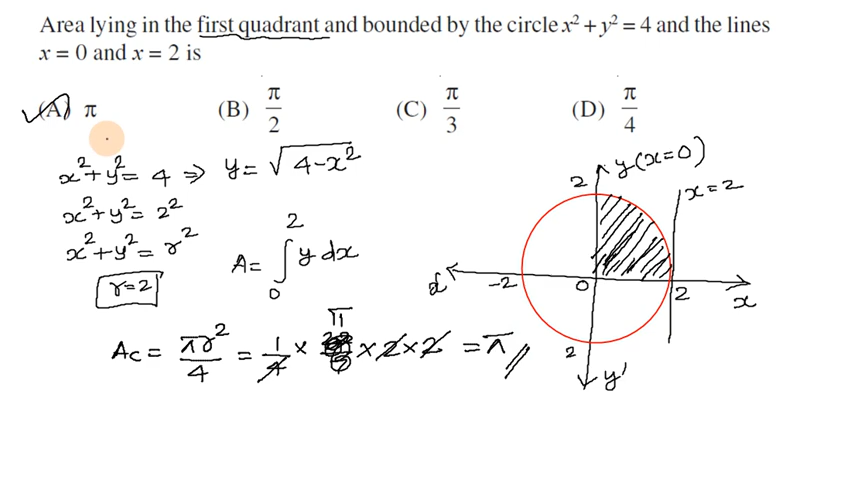 Area lying in the first quadrant and bounded by the circle x² + y² = 4 and the lines
x = 0 and x = 2 is
(A) π (B) π/2 (C) π/3 (D) π/4
x² + y² = 4 ⇒ y = √(4-x²)
x² + y² = 2²
x² + y² = r²
r = 2
A = ∫₀² y dx
A_C = πr²/4 = 1/4 × π × 2 × 2 = π
y (x=0)
x = 2
2
-2
0
2
x
2
y'